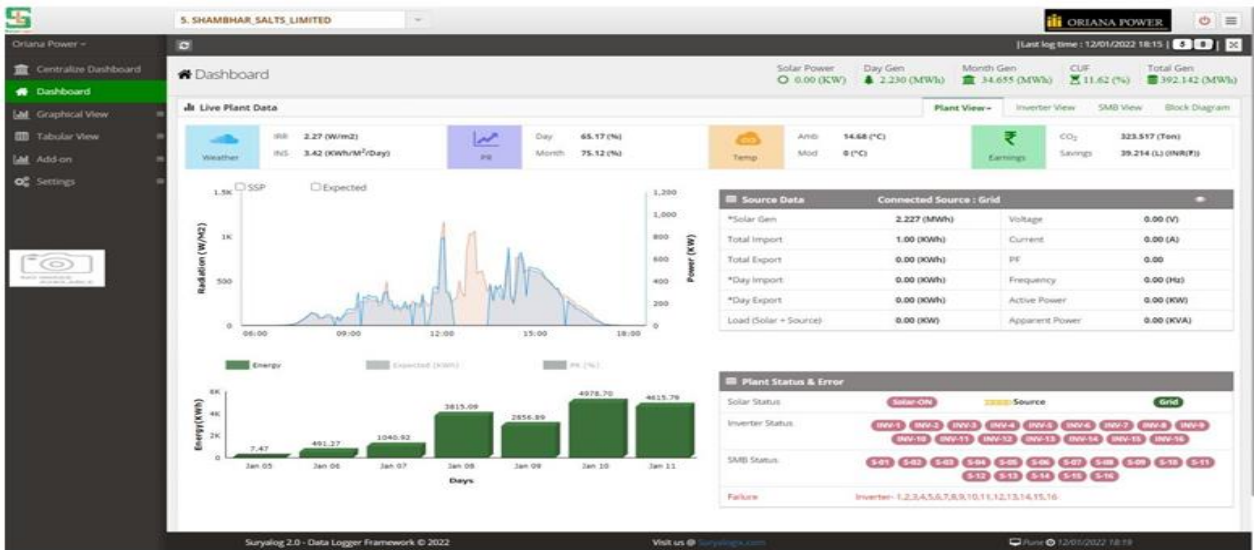 5. SHAMBHAR_SALTS_LIMITED
ORIANA POWER
Oriana Power
|Last log time : 12/01/2022 18:15 |
Centralize Dashboard
Dashboard
Graphical View
Tabular View
Add-on
Settings
Dashboard
Solar Power Day Gen Month Gen CUF Total Gen
0.00 (KW) 2.230 (MWh) 34.655 (MWh) 11.62 (%) 392.142 (MWh)
Live Plant Data
Plant View Inverter View SMB View Block Diagram
Weather
IRR 2.27 (W/m2)
INS 3.42 (KWh/M²/Day)
PR
Day 65.17 (%)
Month 75.12 (%)
Temp
Amb 14.68 (°C)
Mod 0 (°C)
Earnings
CO₂ 323.517 (Ton)
Savings 39.214 (L) (INR(₹))
SSP Expected
Radiation (W/M2)
1.5K
1K
500
0
1,200
1,000
800
600
400
200
0
Power (KW)
06:00 09:00 12:00 15:00 18:00
Energy Expected (KWh) PR (%)
Energy(KWh)
6K
4K
2K
0
7.47 491.27 1040.92 3815.09 2856.89 4978.70 4615.79
Jan 05 Jan 06 Jan 07 Jan 08 Jan 09 Jan 10 Jan 11
Days
Source Data Connected Source : Grid
*Solar Gen 2.227 (MWh) Voltage 0.00 (V)
Total Import 1.00 (KWh) Current 0.00 (A)
Total Export 0.00 (KWh) PF 0.00
*Day Import 0.00 (KWh) Frequency 0.00 (Hz)
*Day Export 0.00 (KWh) Active Power 0.00 (KW)
Load (Solar + Source) 0.00 (KW) Apparent Power 0.00 (KVA)
Plant Status & Error
Solar Status Solar-ON Source Grid
Inverter Status INV-1 INV-2 INV-3 INV-4 INV-5 INV-6 INV-7 INV-8 INV-9
INV-10 INV-11 INV-12 INV-13 INV-14 INV-15 INV-16
SMB Status S-01 S-02 S-03 S-04 S-05 S-06 S-07 S-08 S-09 S-10 S-11
S-12 S-13 S-14 S-15 S-16
Failure Inverter- 1,2,3,4,5,6,7,8,9,10,11,12,13,14,15,16
Suryalog 2.0 - Data Logger Framework © 2022
Visit us @ Suryalogix.com
Pune 12/01/2022 18:19